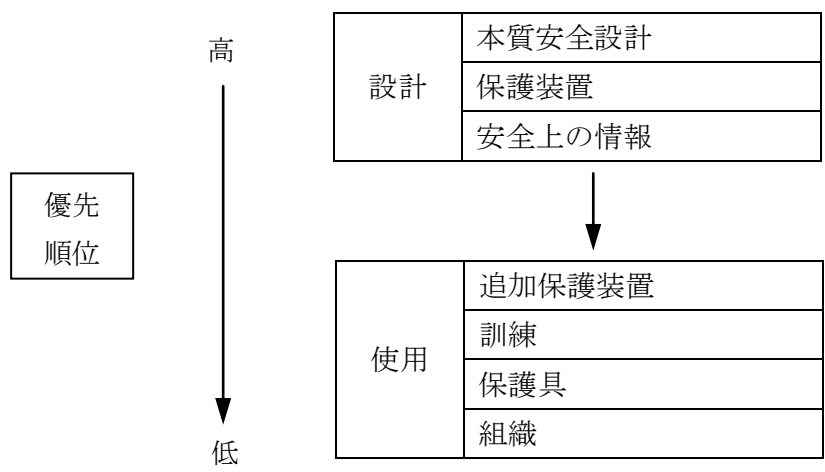 高
優先
順位
低
設計
本質安全設計
保護装置
安全上の情報
使用
追加保護装置
訓練
保護具
組織